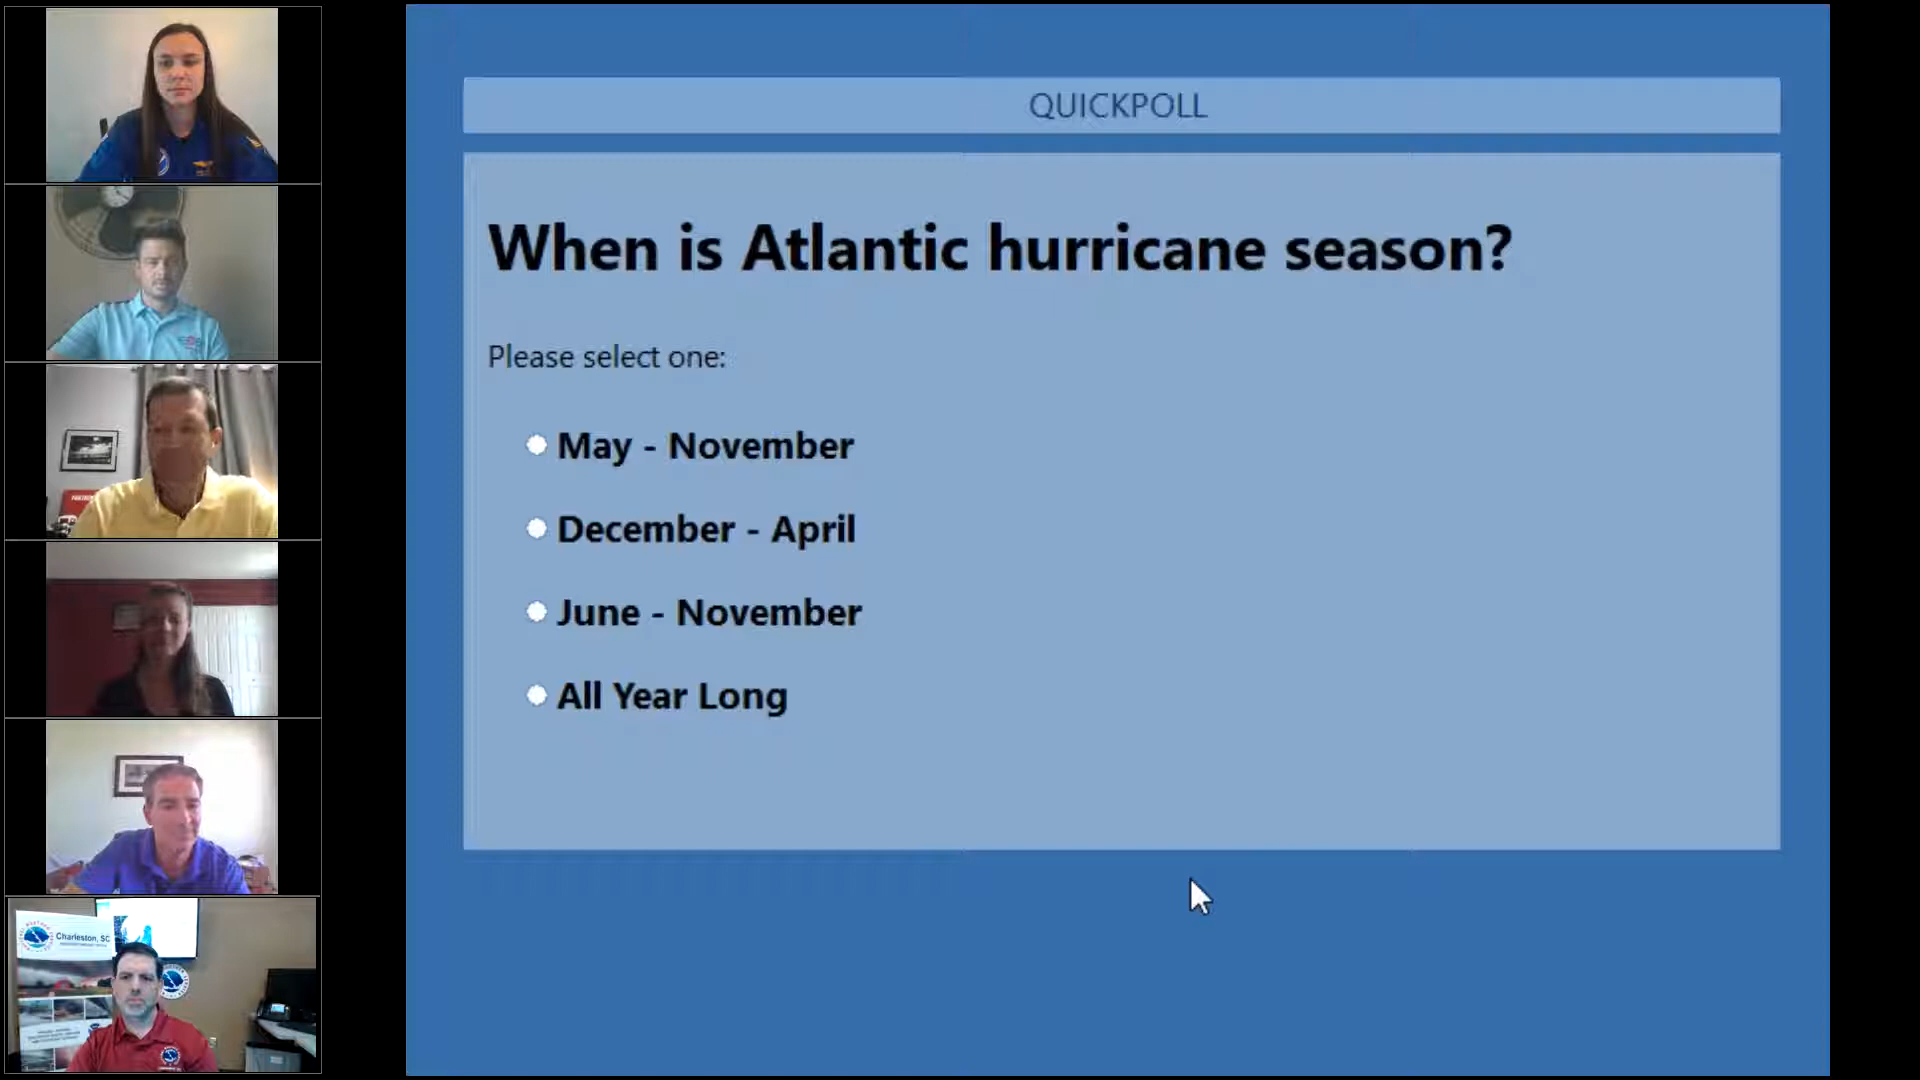 QUICKPOLL
When is Atlantic hurricane season?
Please select one:
May - November
December - April
June - November
All Year Long
Charleston, SC